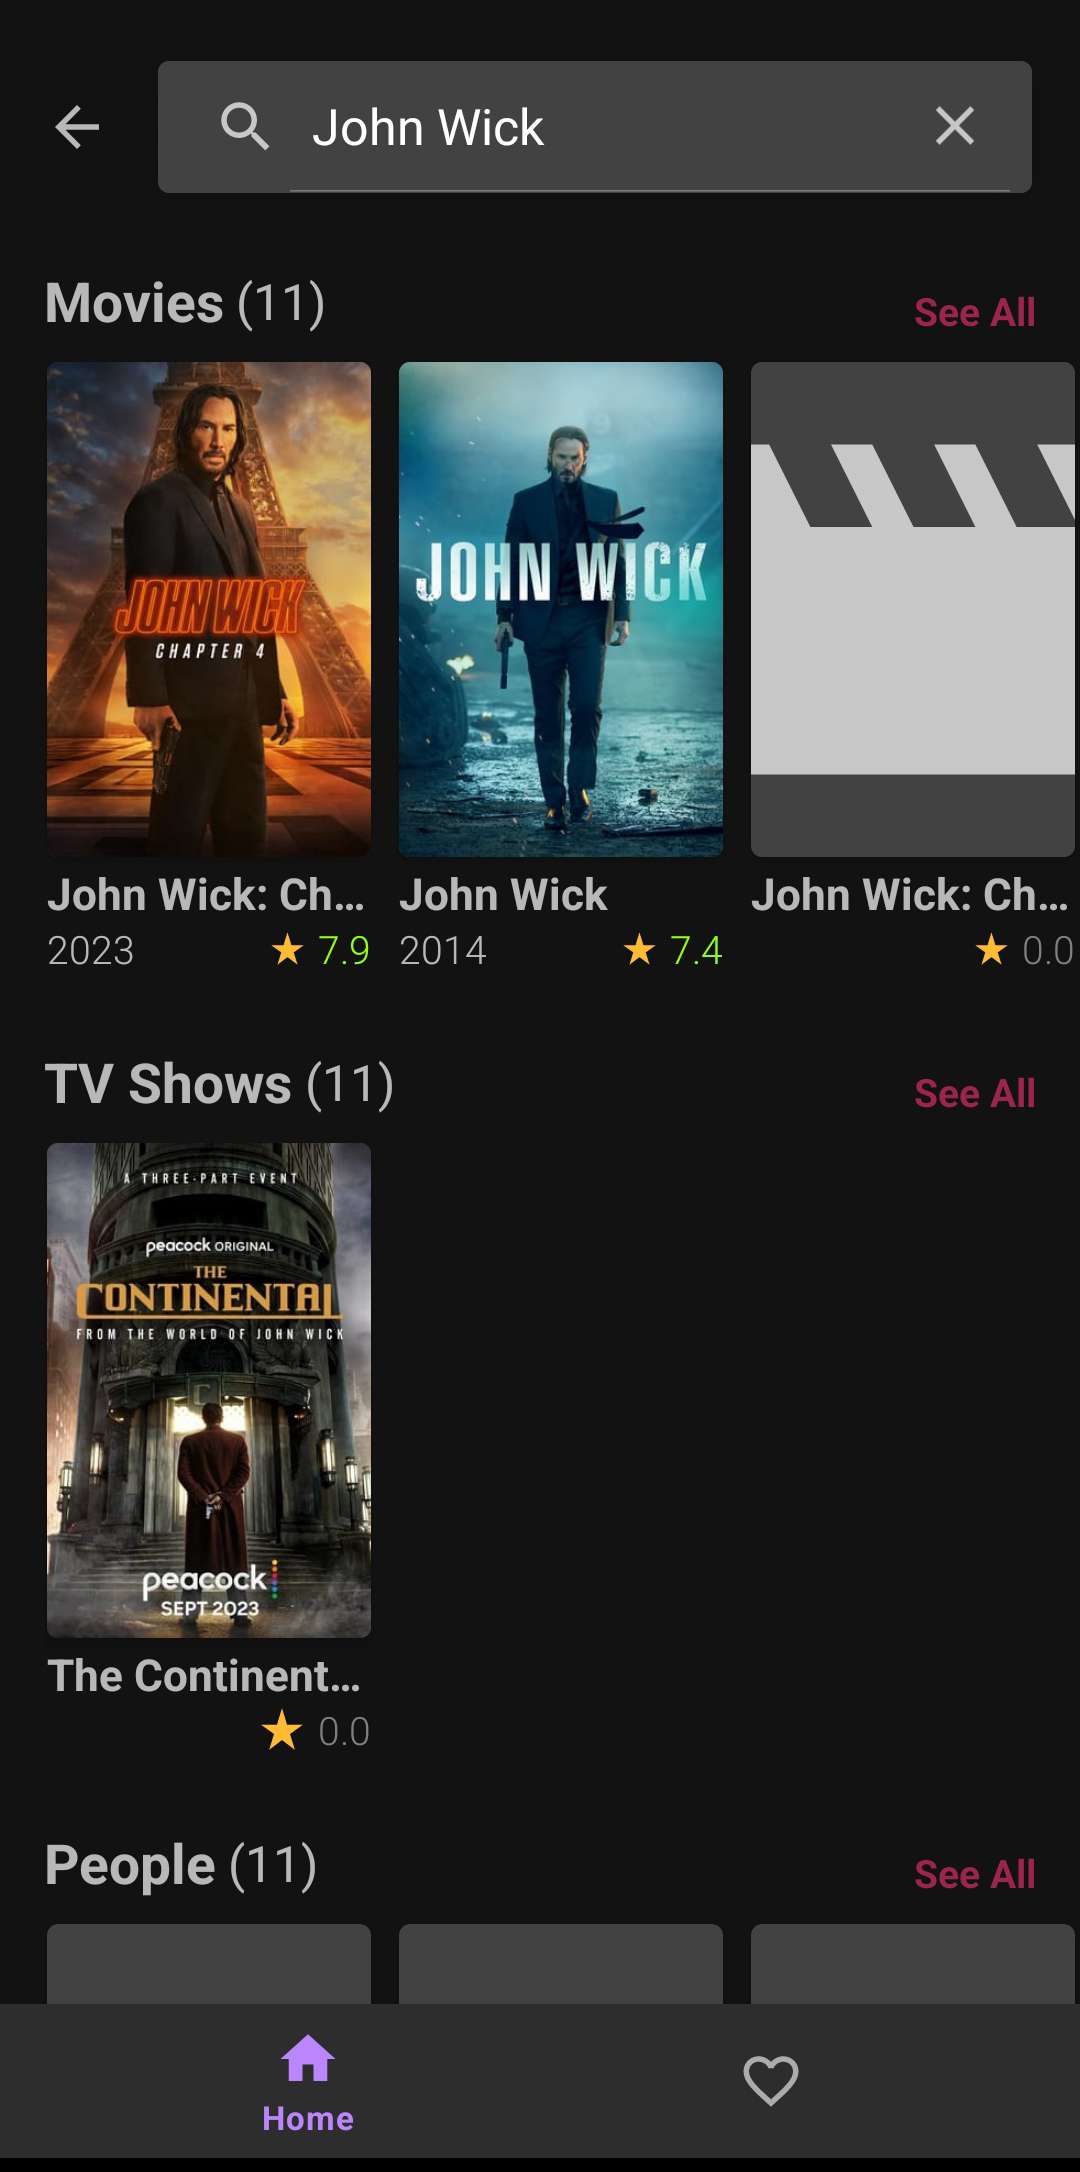 John Wick
Movies (11)
See All
JOHN WICK
CHAPTER 4
JOHN WICK
John Wick: Ch...
2023 ★ 7.9
John Wick
2014 ★ 7.4
John Wick: Ch...
★ 0.0
TV Shows (11)
See All
A THREE-PART EVENT
peacock ORIGINAL
THE
CONTINENTAL
FROM THE WORLD OF JOHN WICK
C
peacock
SEPT 2023
The Continent...
★ 0.0
People (11)
See All
Home